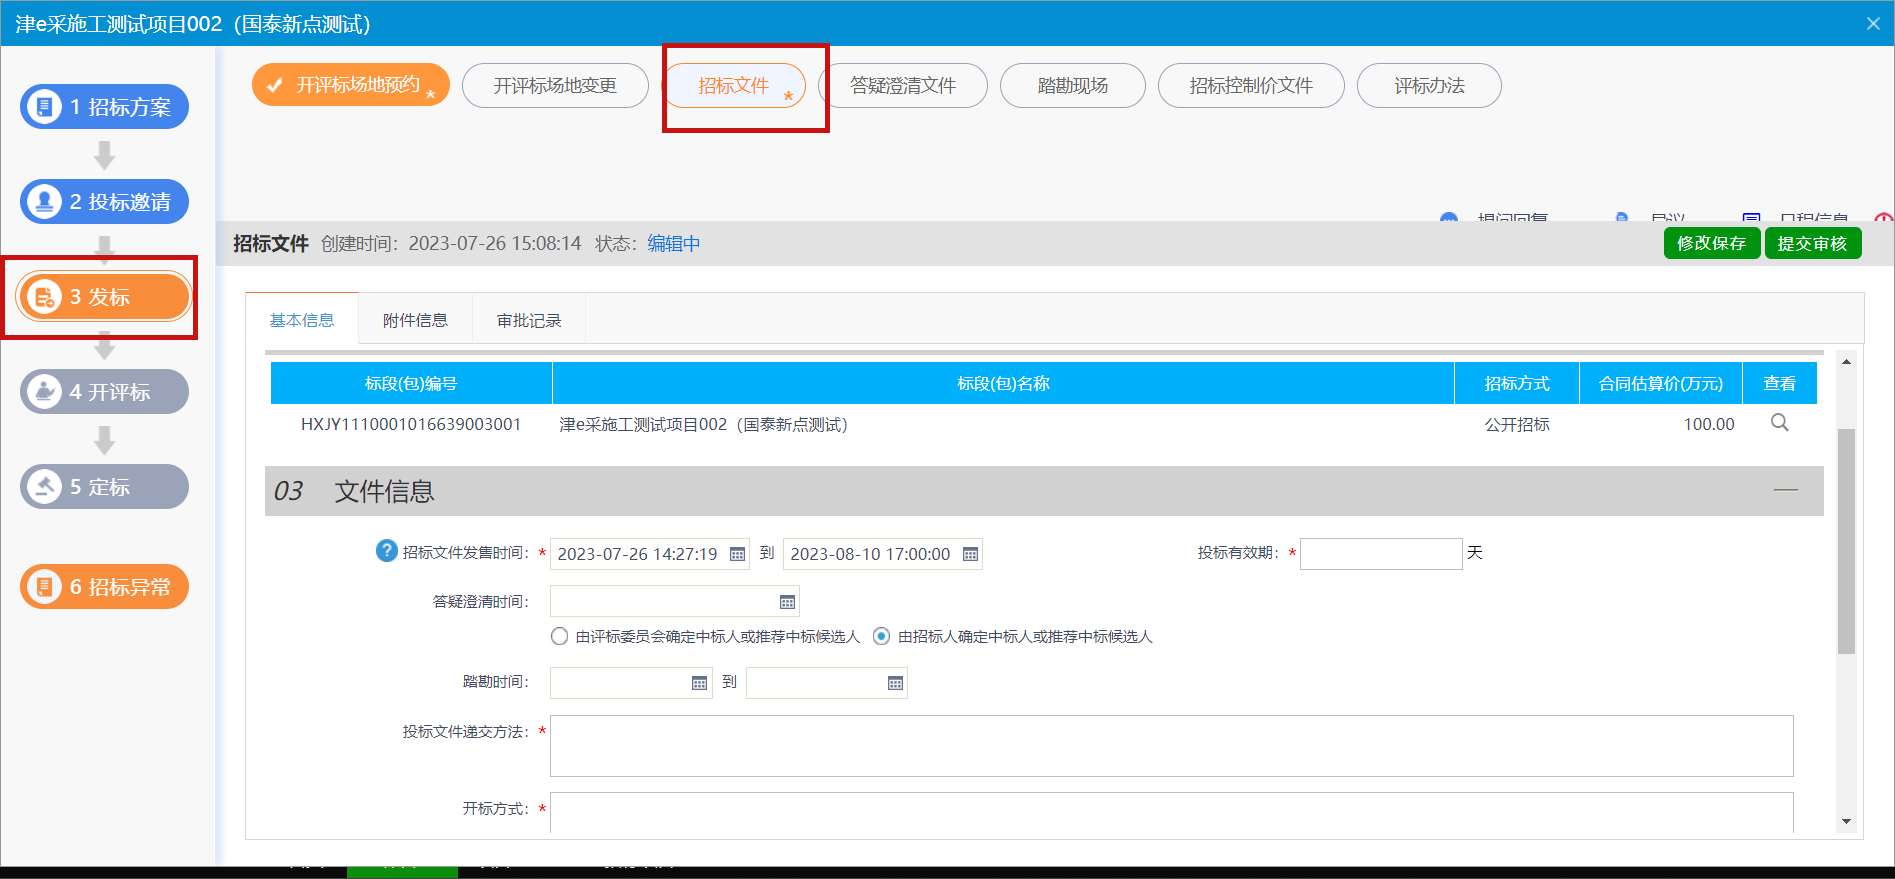 津e采施工测试项目002（国泰新点测试）
1 招标方案
2 投标邀请
3 发标
4 开评标
5 定标
6 招标异常
开评标场地预约 *
开评标场地变更
招标文件 *
答疑澄清文件
踏勘现场
招标控制价文件
评标办法
提问回复
异议
日程信息
招标文件 创建时间：2023-07-26 15:08:14 状态：编辑中
修改保存
提交审核
基本信息
附件信息
审批记录
标段(包)编号 标段(包)名称 招标方式 合同估算价(万元) 查看
HXJY1110001016639003001 津e采施工测试项目002（国泰新点测试） 公开招标 100.00
03 文件信息
? 招标文件发售时间：* 2023-07-26 14:27:19 到 2023-08-10 17:00:00 投标有效期：* 天
答疑澄清时间：
由评标委员会确定中标人或推荐中标候选人 由招标人确定中标人或推荐中标候选人
踏勘时间： 到
投标文件递交方法：*
开标方式：*